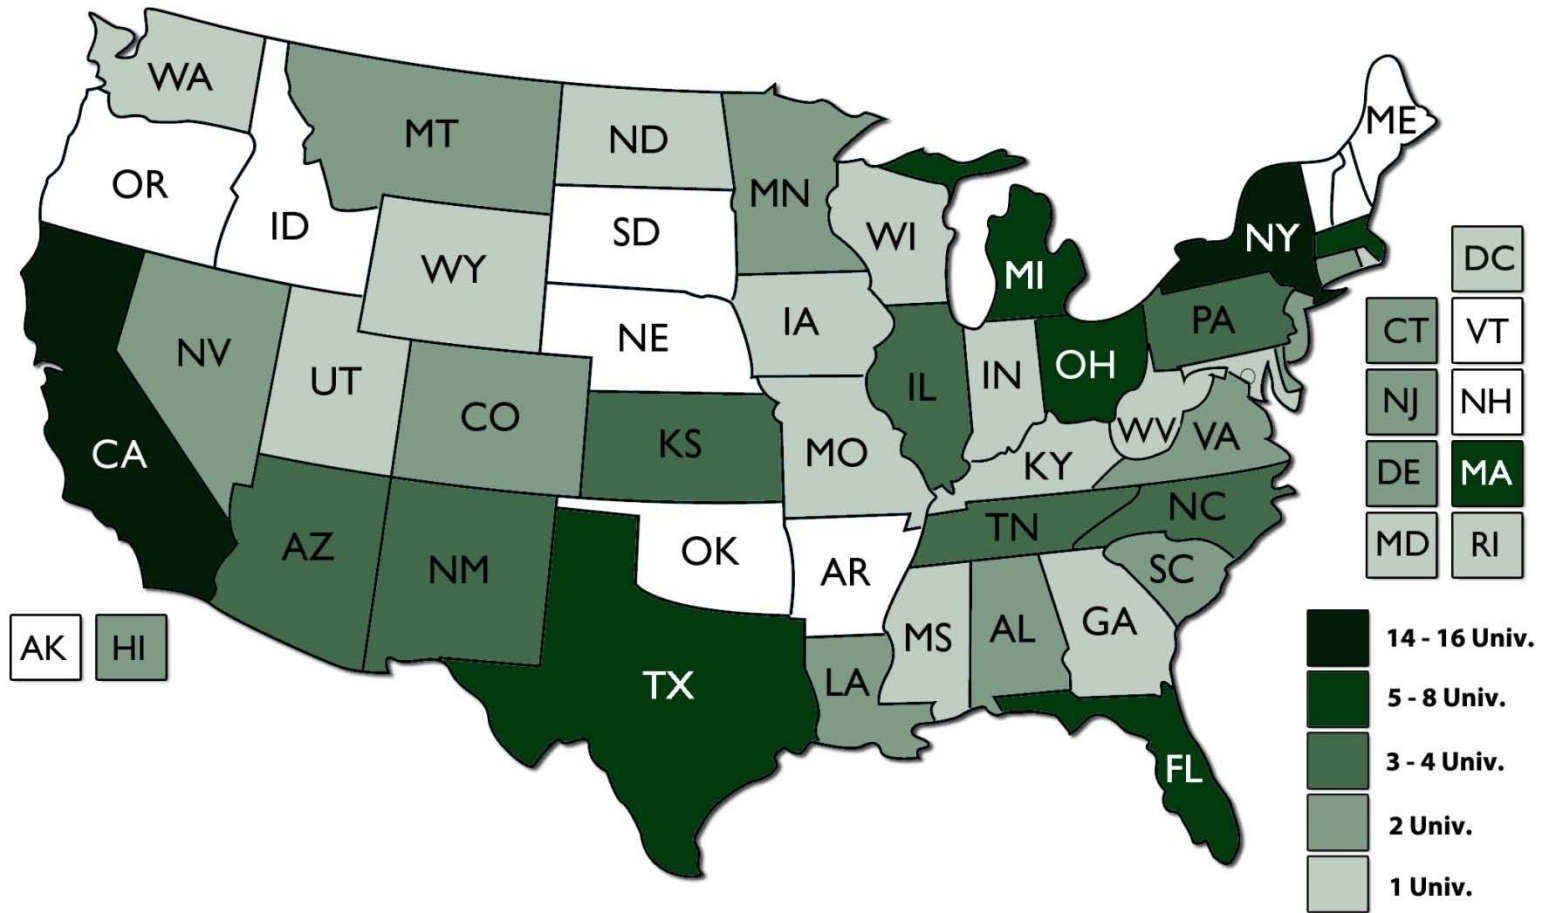 WA
MT
ND
MN
OR
ID
SD
WI
WY
MI
NY
ME
NV
UT
NE
IA
IL
IN
OH
PA
CO
CA
KS
MO
KY
WV
VA
AZ
NM
OK
AR
TN
NC
SC
MS
AL
GA
TX
LA
FL
AK
HI
DC
CT
VT
NJ
NH
DE
MA
MD
RI
14 - 16 Univ.
5 - 8 Univ.
3 - 4 Univ.
2 Univ.
1 Univ.